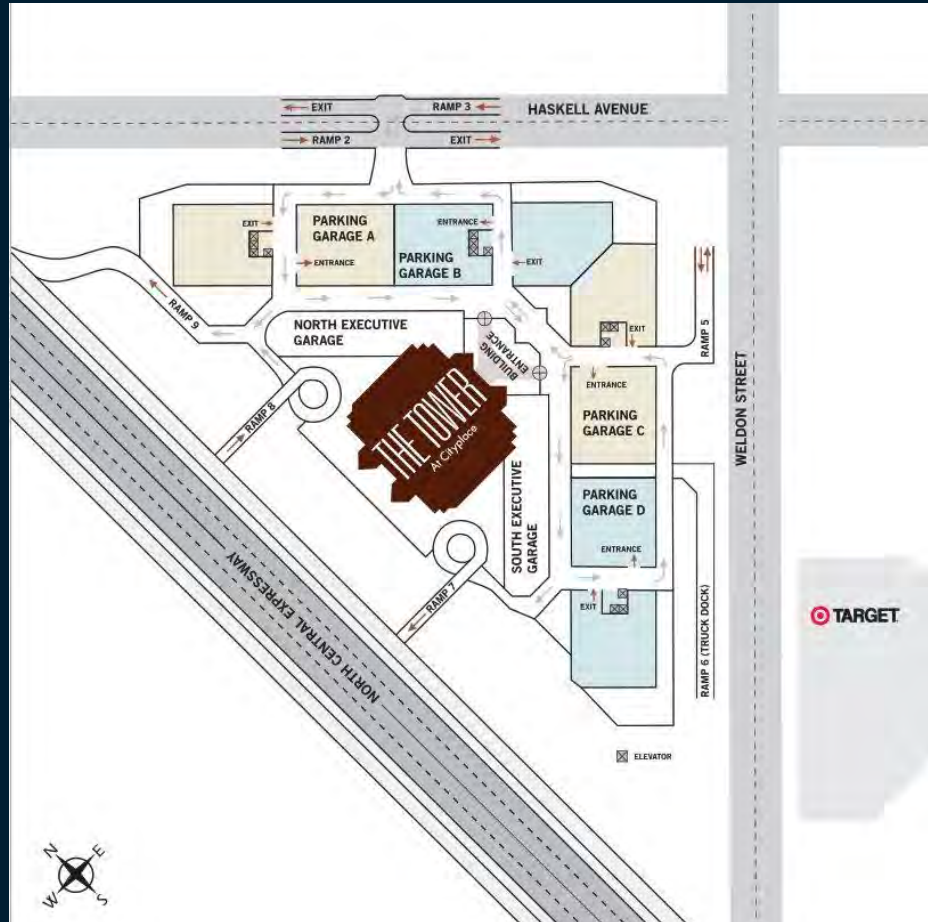 EXIT
RAMP 3
HASKELL AVENUE
RAMP 2
EXIT
EXIT
PARKING
GARAGE A
ENTRANCE
ENTRANCE
PARKING
GARAGE B
EXIT
RAMP 9
NORTH EXECUTIVE
GARAGE
BUILDING
ENTRANCE
EXIT
RAMP 5
ENTRANCE
PARKING
GARAGE C
WELDON STREET
RAMP 8
THE TOWER
At Cityplace
SOUTH EXECUTIVE
GARAGE
PARKING
GARAGE D
ENTRANCE
EXIT
RAMP 7
NORTH CENTRAL EXPRESSWAY
RAMP 6 (TRUCK DOCK)
TARGET
ELEVATOR
N
E
W
S